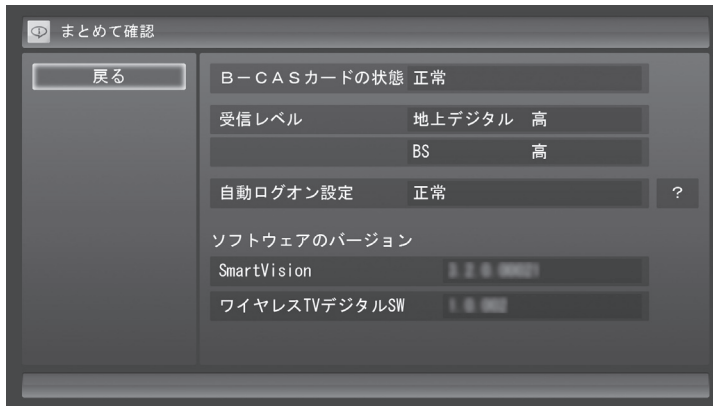 まとめて確認
戻る
B-CASカードの状態 正常
受信レベル 地上デジタル 高
BS 高
自動ログオン設定 正常 ?
ソフトウェアのバージョン
SmartVision
ワイヤレスTVデジタルSW